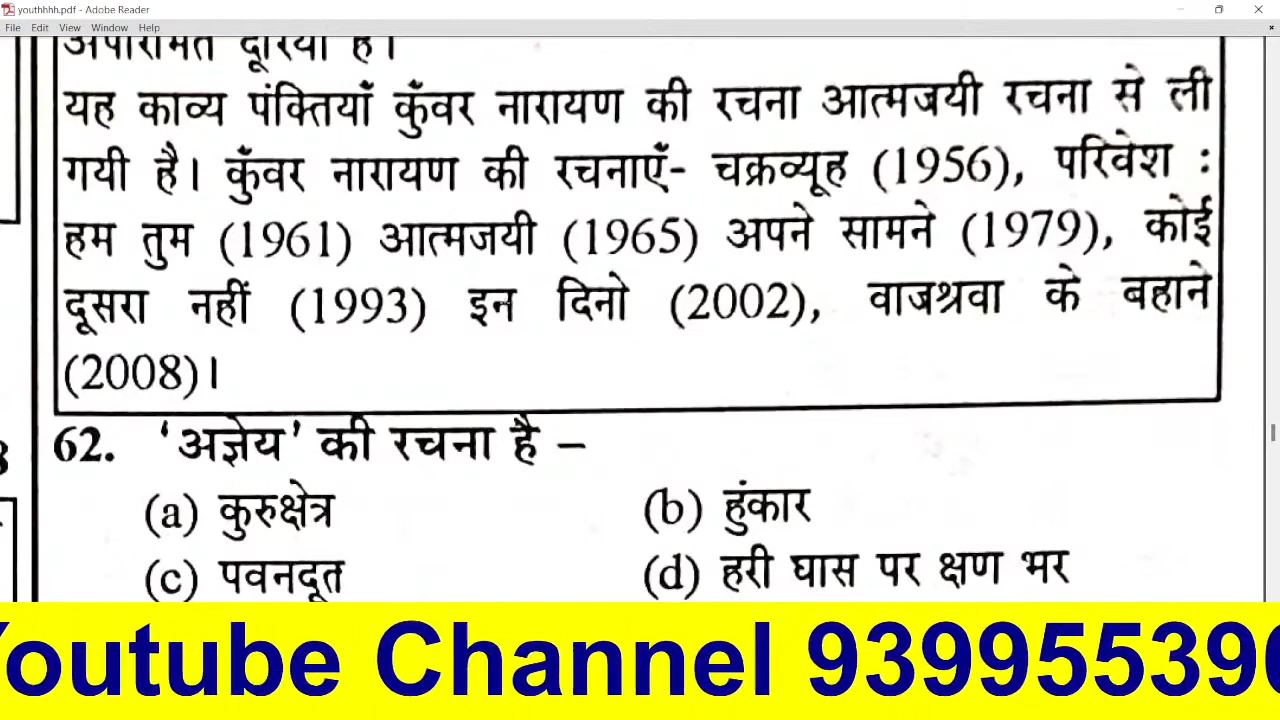 youthhhh.pdf - Adobe Reader
File Edit View Window Help
अपरिमित दूरियाँ हैं।
यह काव्य पंक्तियाँ कुँवर नारायण की रचना आत्मजयी रचना से ली
गयी है। कुँवर नारायण की रचनाएँ- चक्रव्यूह (1956), परिवेश :
हम तुम (1961) आत्मजयी (1965) अपने सामने (1979), कोई
दूसरा नहीं (1993) इन दिनो (2002), वाजश्रवा के बहाने
(2008)।
62. 'अज्ञेय' की रचना है –
(a) कुरुक्षेत्र (b) हुंकार
(c) पवनदूत (d) हरी घास पर क्षण भर
Youtube Channel 939955390